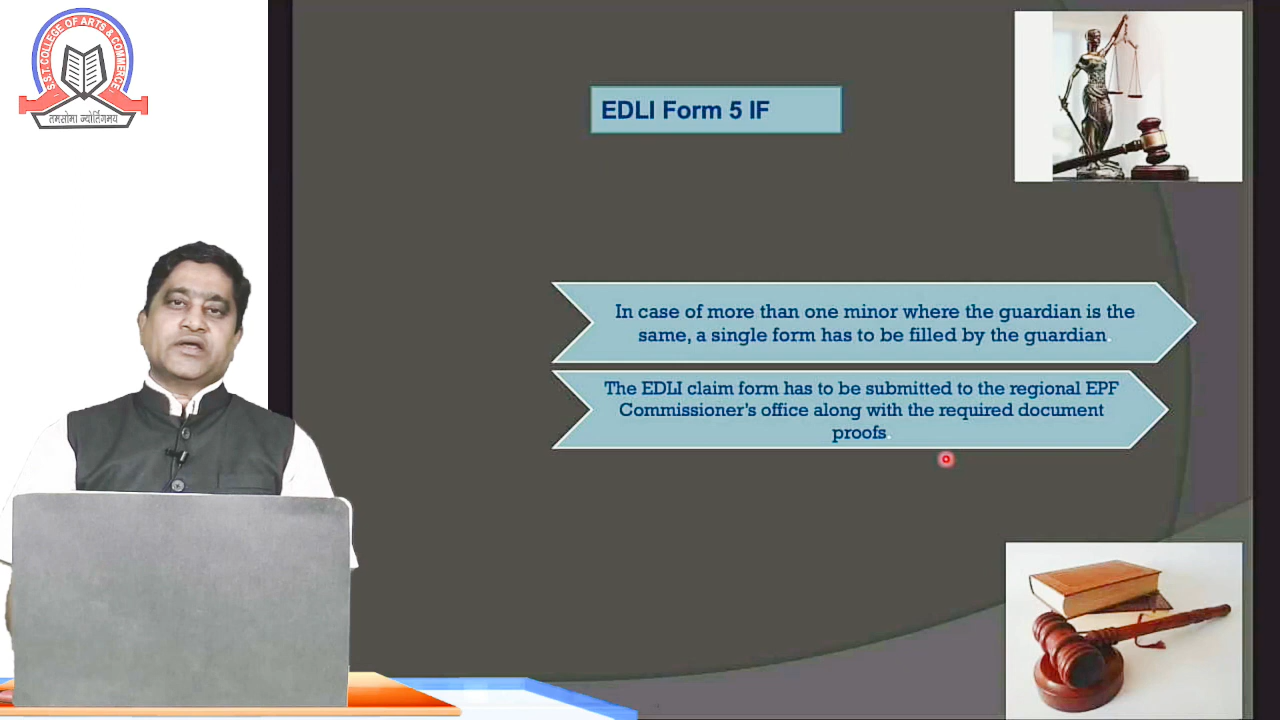 S.S.T. COLLEGE OF ARTS & COMMERCE
तमसोमा ज्योर्तिगमय
EDLI Form 5 IF
In case of more than one minor where the guardian is the
same, a single form has to be filled by the guardian.
The EDLI claim form has to be submitted to the regional EPF
Commissioner's office along with the required document
proofs.